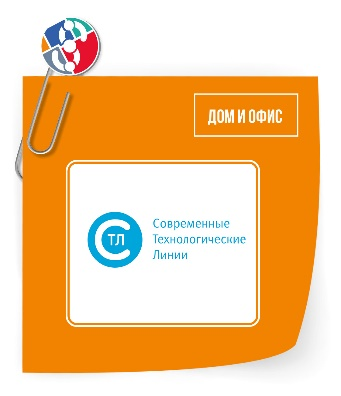 ДОМ И ОФИС
СТЛ
Современные
Технологические
Линии